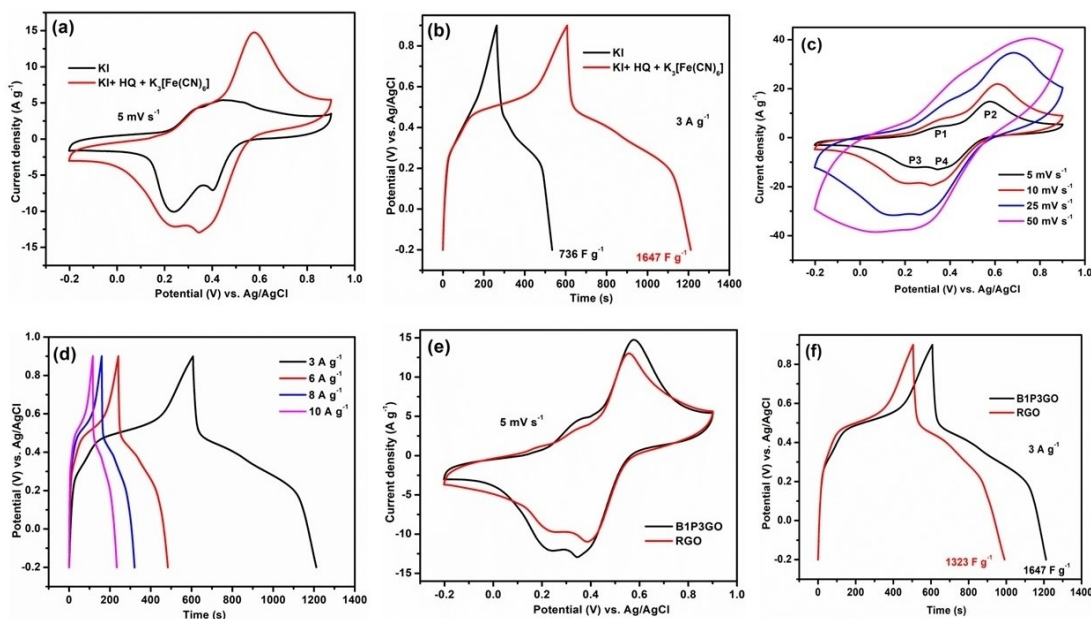 (a)
KI
KI+ HQ + K₃[Fe(CN)₆]
5 mV s⁻¹
Current density (A g⁻¹)
15
10
5
0
-5
-10
-15
-0.2 0.0 0.2 0.4 0.6 0.8 1.0
Potential (V) vs. Ag/AgCl
(b)
KI
KI+ HQ + K₃[Fe(CN)₆]
3 A g⁻¹
736 F g⁻¹
1647 F g⁻¹
Potential (V) vs. Ag/AgCl
0.8
0.6
0.4
0.2
0.0
-0.2
0 200 400 600 800 1000 1200 1400
Time (s)
(c)
P1
P2
P3
P4
5 mV s⁻¹
10 mV s⁻¹
25 mV s⁻¹
50 mV s⁻¹
Current density (A g⁻¹)
40
20
0
-20
-40
-0.2 0.0 0.2 0.4 0.6 0.8 1.0
Potential (V) vs. Ag/AgCl
(d)
3 A g⁻¹
6 A g⁻¹
8 A g⁻¹
10 A g⁻¹
Potential (V) vs. Ag/AgCl
1.0
0.8
0.6
0.4
0.2
0.0
-0.2
0 200 400 600 800 1000 1200 1400
Time (s)
(e)
5 mV s⁻¹
B1P3GO
RGO
Current density (A g⁻¹)
15
10
5
0
-5
-10
-15
-0.2 0.0 0.2 0.4 0.6 0.8 1.0
Potential (V) vs. Ag/AgCl
(f)
B1P3GO
RGO
3 A g⁻¹
1323 F g⁻¹
1647 F g⁻¹
Potential (V) vs. Ag/AgCl
0.8
0.6
0.4
0.2
0.0
-0.2
0 200 400 600 800 1000 1200 1400
Time (s)